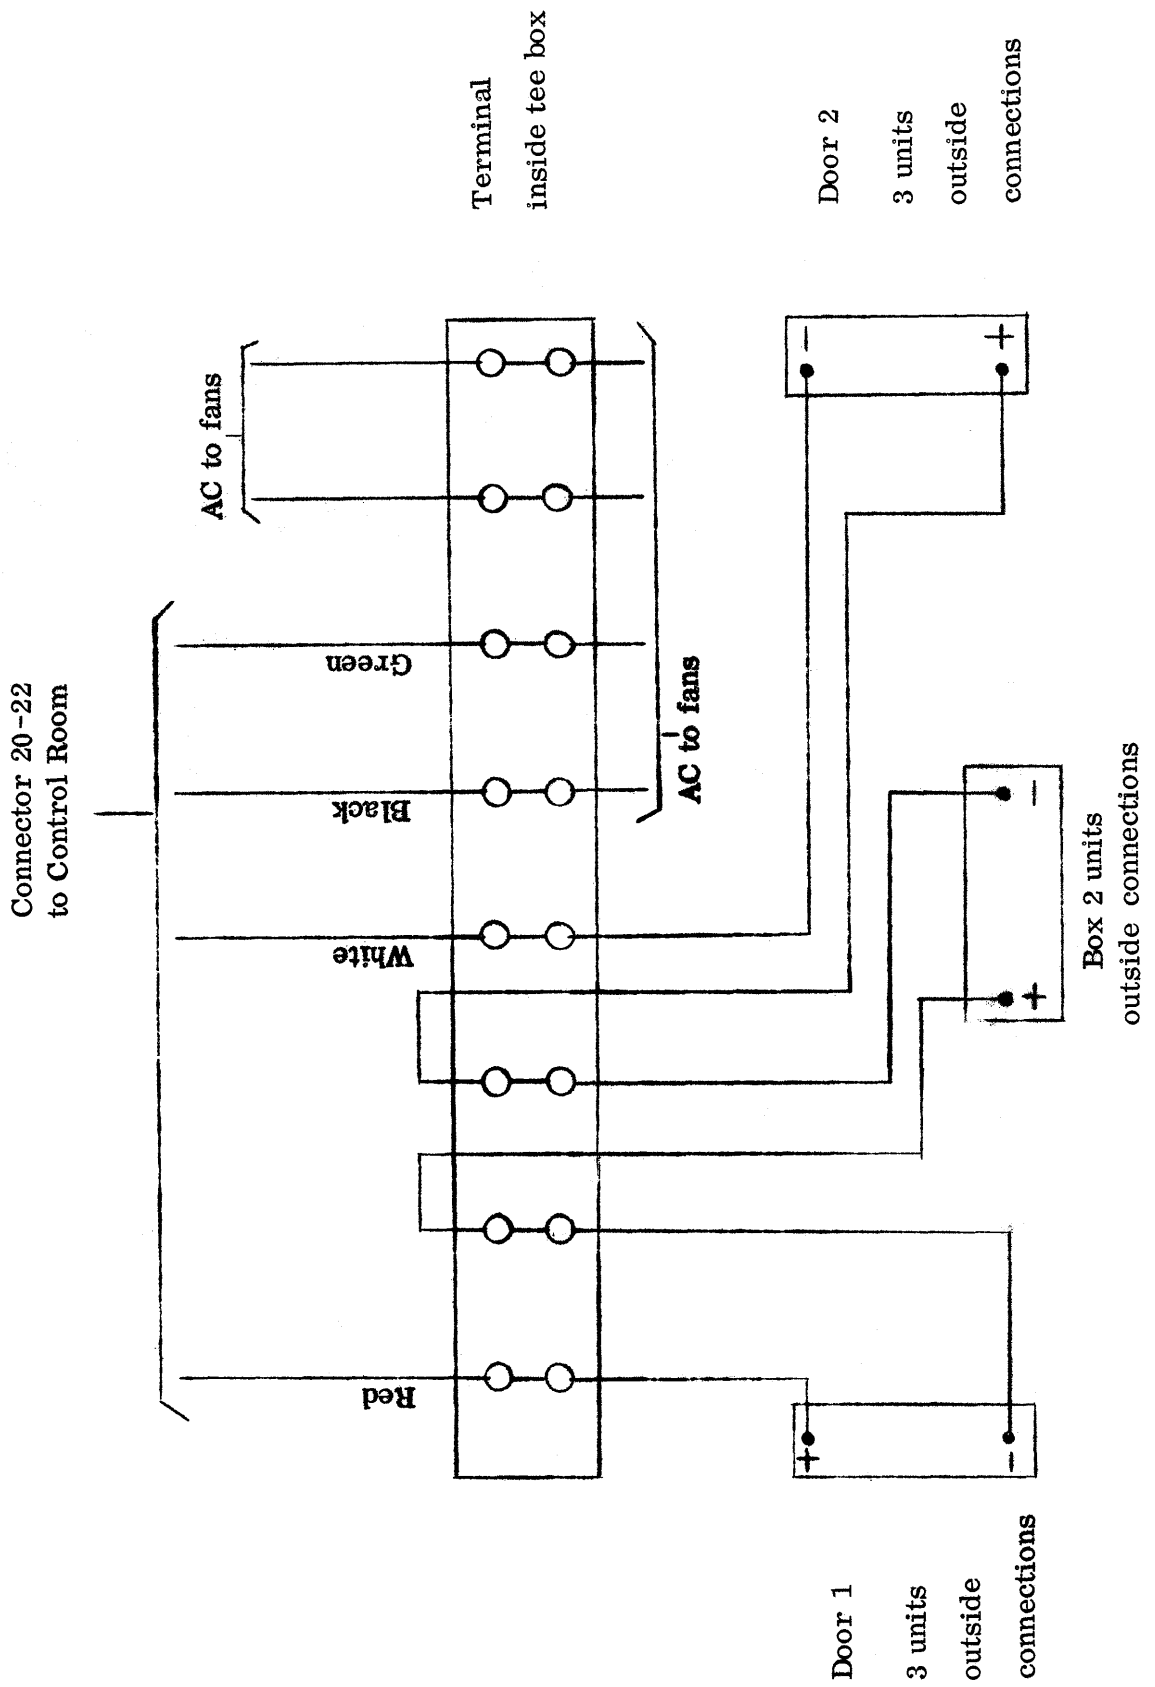 Connector 20-22
to Control Room
AC to fans
Terminal
inside tee box
Red
White
Black
Green
AC to fans
+
-
+
-
-
+
Door 1
3 units
outside
connections
Box 2 units
outside connections
Door 2
3 units
outside
connections